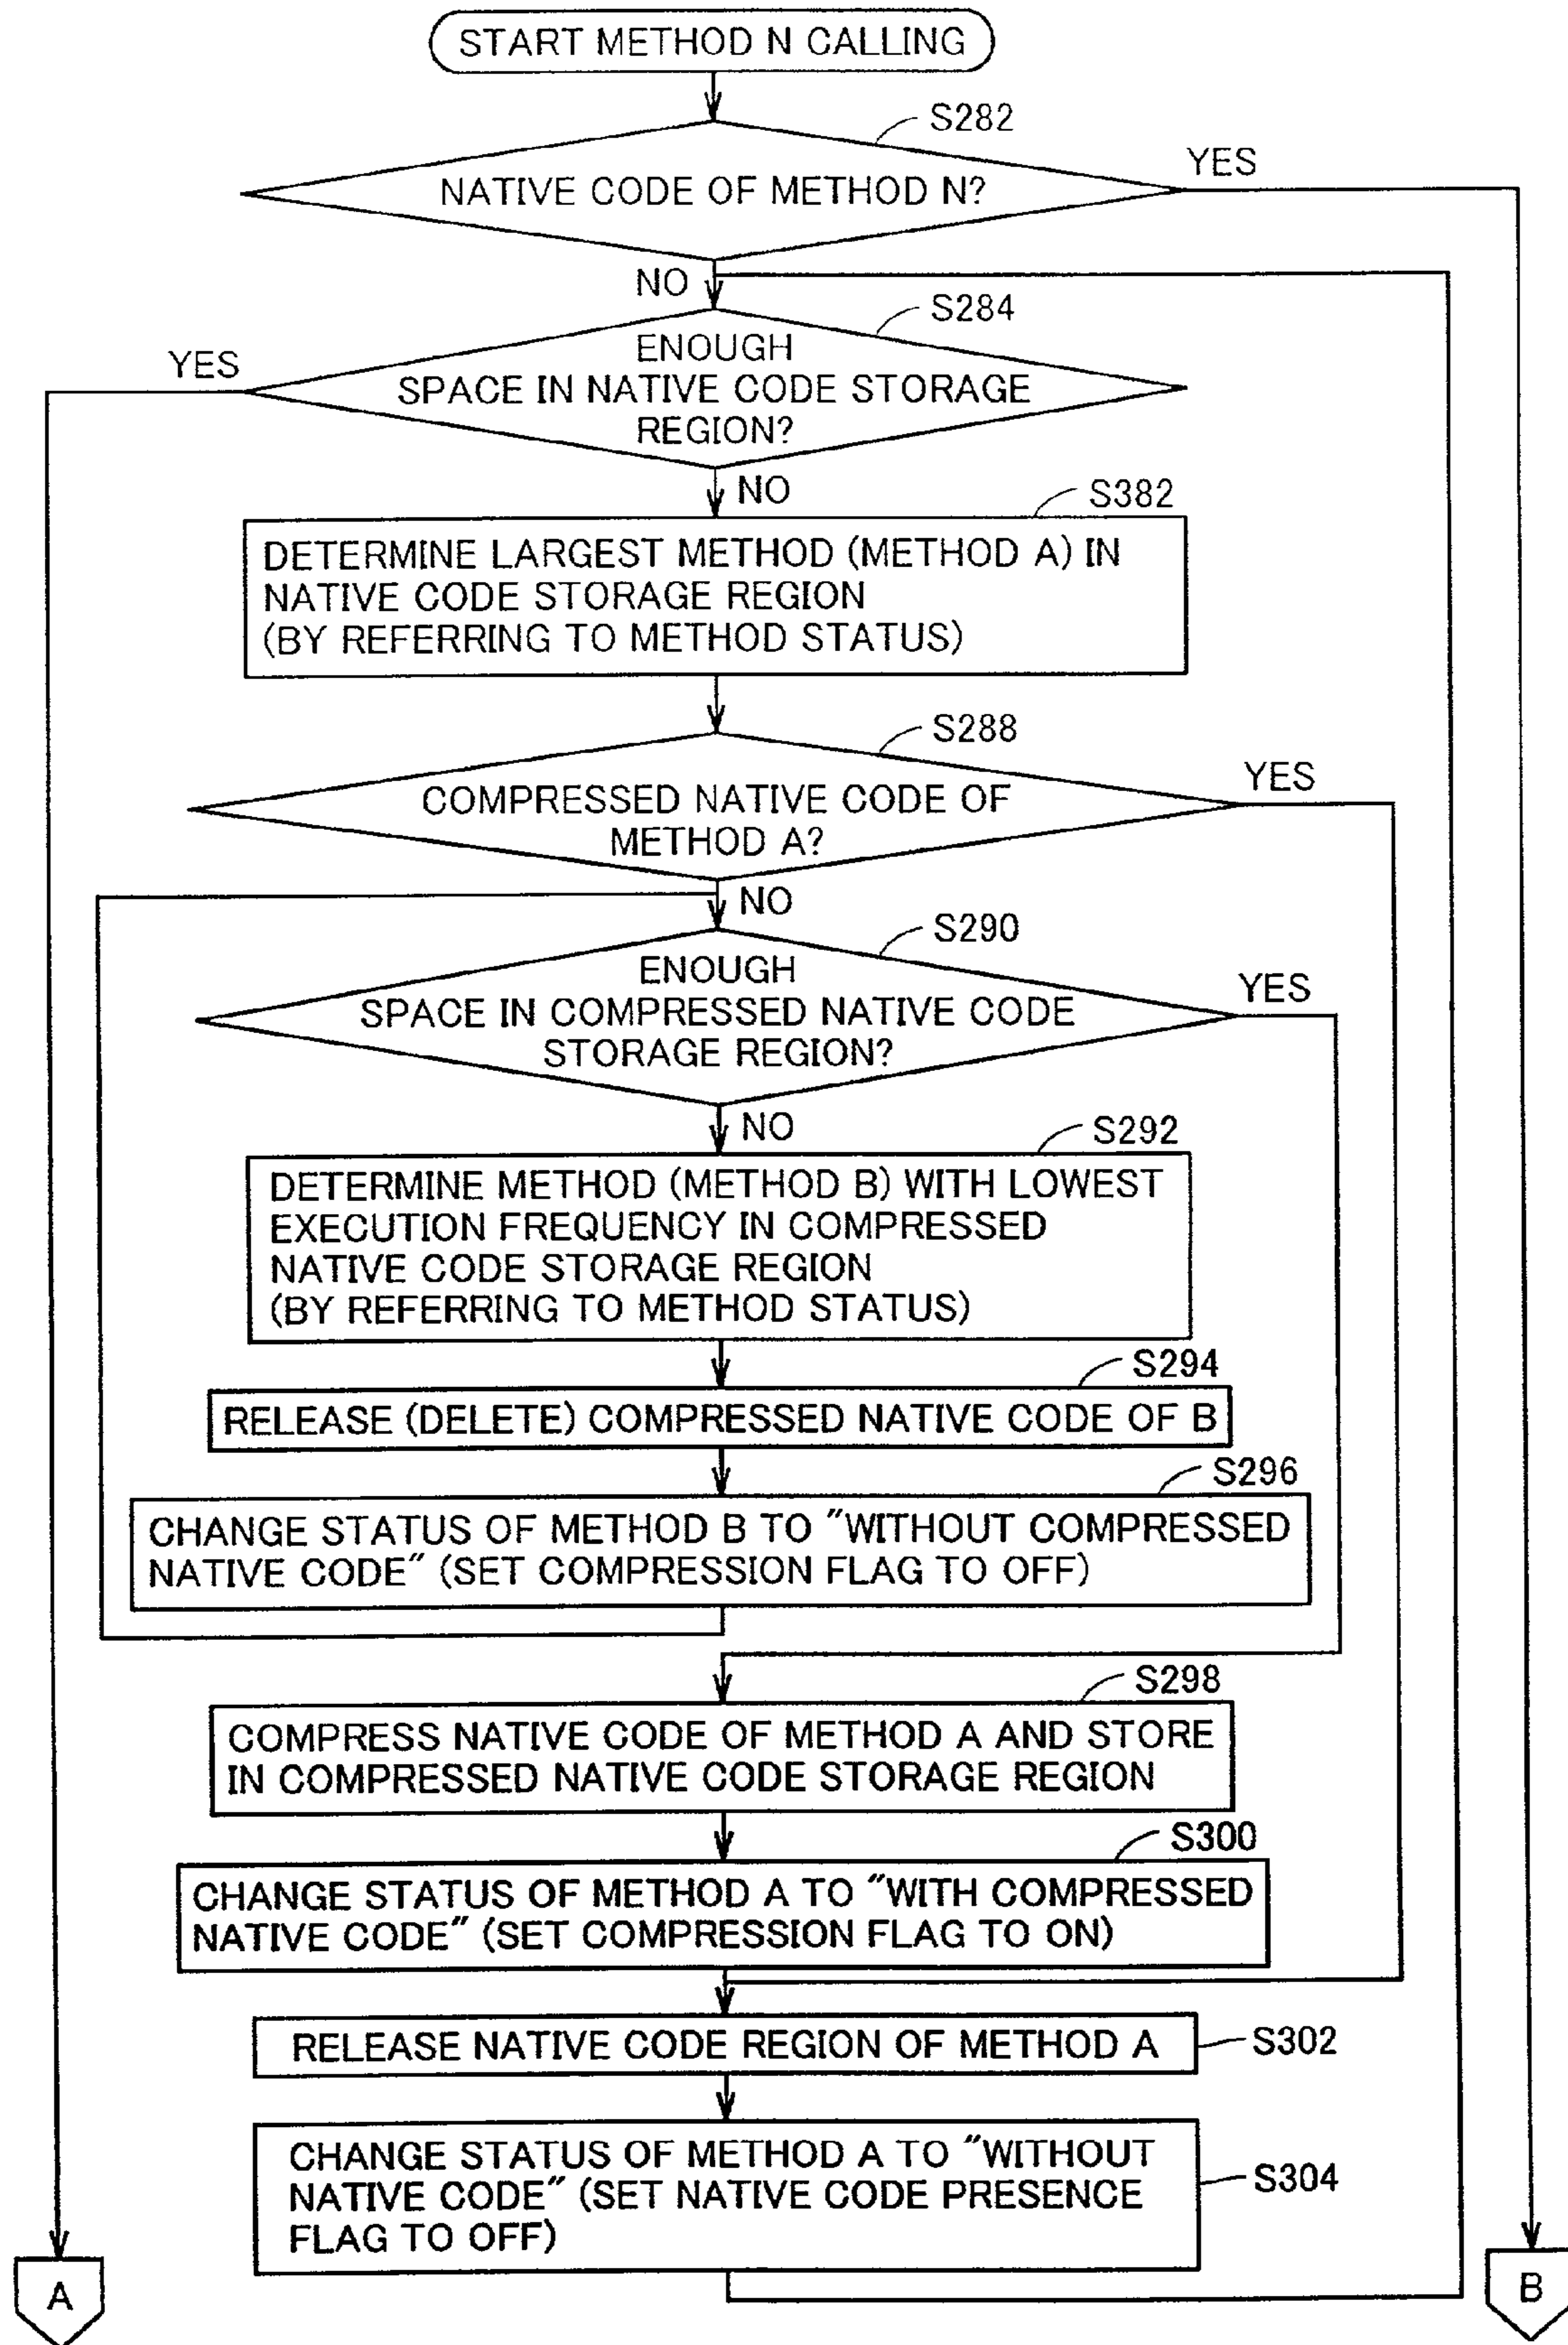 START METHOD N CALLING
S282
NATIVE CODE OF METHOD N?
YES
NO
S284
YES
ENOUGH
SPACE IN NATIVE CODE STORAGE
REGION?
NO
S382
DETERMINE LARGEST METHOD (METHOD A) IN
NATIVE CODE STORAGE REGION
(BY REFERRING TO METHOD STATUS)
S288
COMPRESSED NATIVE CODE OF
METHOD A?
YES
NO
S290
ENOUGH
SPACE IN COMPRESSED NATIVE CODE
STORAGE REGION?
YES
NO
S292
DETERMINE METHOD (METHOD B) WITH LOWEST
EXECUTION FREQUENCY IN COMPRESSED
NATIVE CODE STORAGE REGION
(BY REFERRING TO METHOD STATUS)
S294
RELEASE (DELETE) COMPRESSED NATIVE CODE OF B
S296
CHANGE STATUS OF METHOD B TO "WITHOUT COMPRESSED
NATIVE CODE" (SET COMPRESSION FLAG TO OFF)
S298
COMPRESS NATIVE CODE OF METHOD A AND STORE
IN COMPRESSED NATIVE CODE STORAGE REGION
S300
CHANGE STATUS OF METHOD A TO "WITH COMPRESSED
NATIVE CODE" (SET COMPRESSION FLAG TO ON)
RELEASE NATIVE CODE REGION OF METHOD A
S302
CHANGE STATUS OF METHOD A TO "WITHOUT
NATIVE CODE" (SET NATIVE CODE PRESENCE
FLAG TO OFF)
S304
A
B